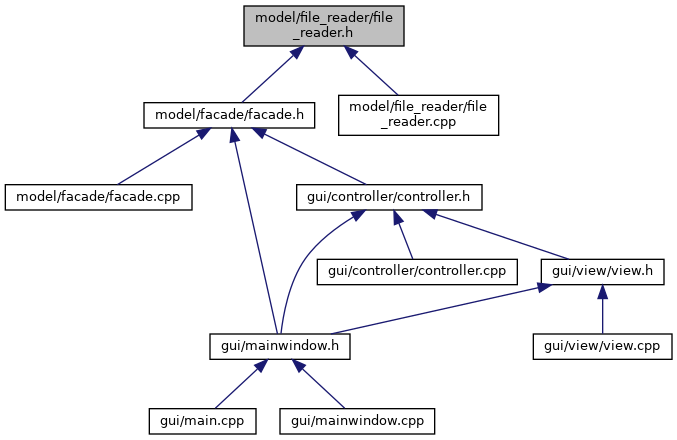 model/file_reader/file
_reader.h
model/facade/facade.h
model/file_reader/file
_reader.cpp
model/facade/facade.cpp
gui/controller/controller.h
gui/controller/controller.cpp
gui/view/view.h
gui/mainwindow.h
gui/view/view.cpp
gui/main.cpp
gui/mainwindow.cpp